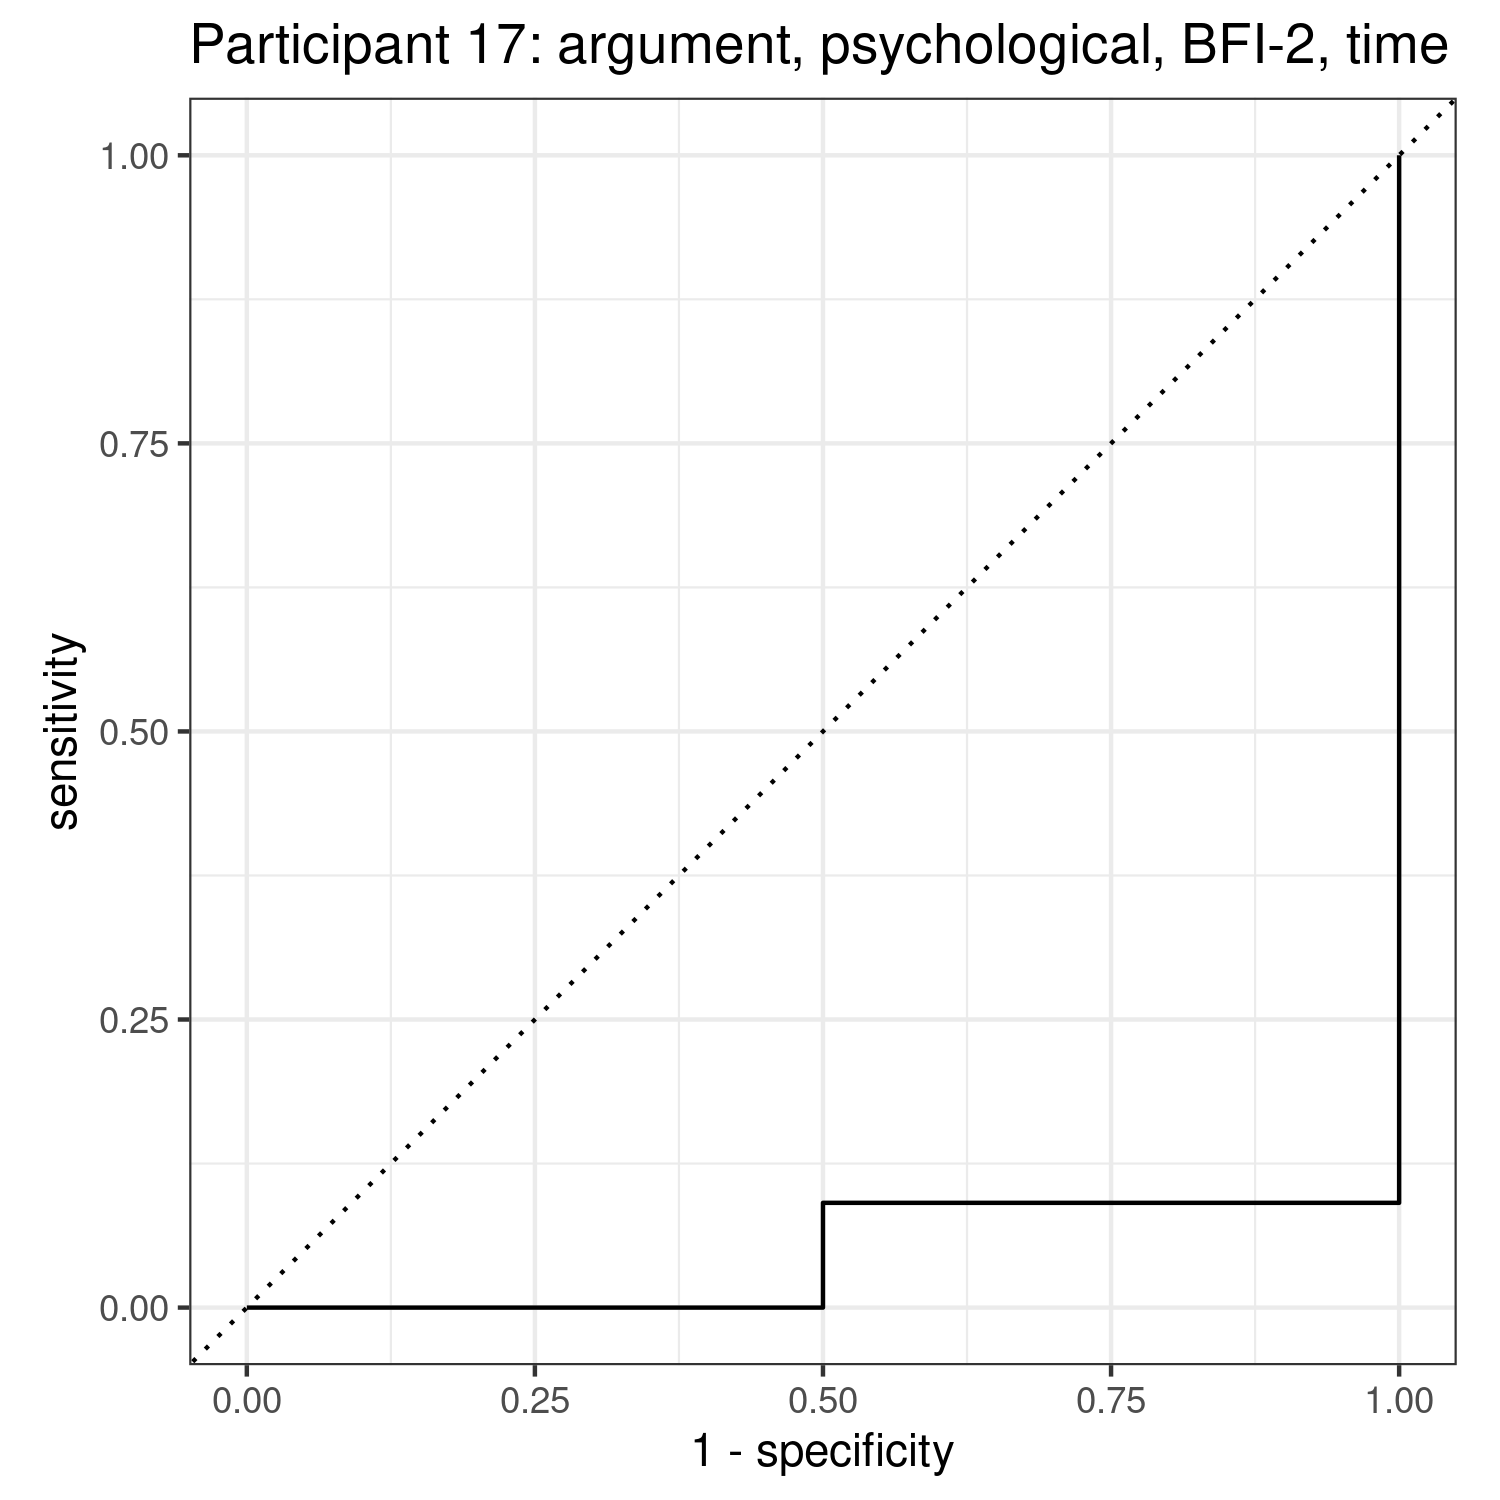 Participant 17: argument, psychological, BFI-2, time
1.00
0.75
0.50
0.25
0.00
sensitivity
0.00 0.25 0.50 0.75 1.00
1 - specificity